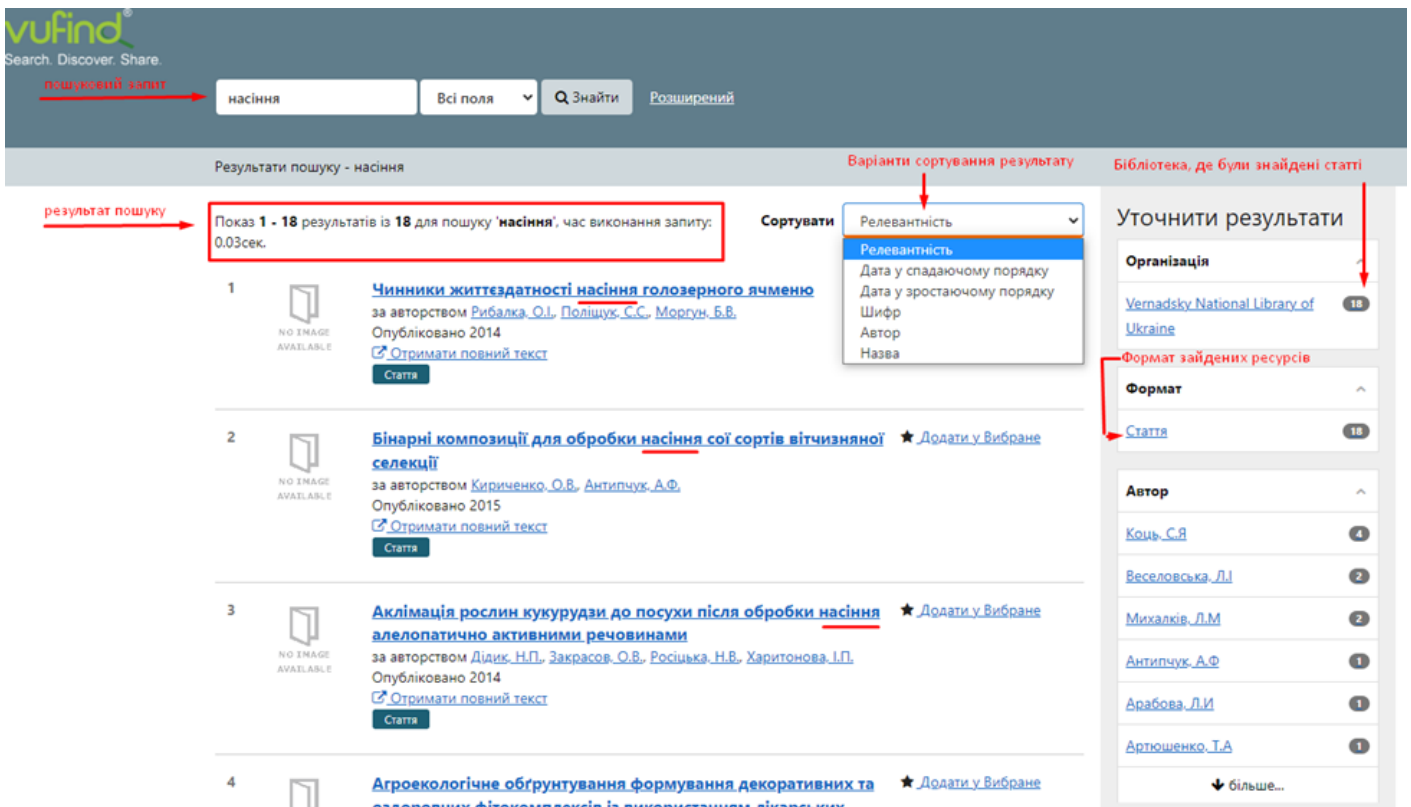 vufind®
Search. Discover. Share.
пошуковий запит
насіння
Всі поля
Знайти
Розширений
Результати пошуку - насіння
Варіанти сортування результату
Бібліотека, де були знайдені статті
результат пошуку
Показ 1 - 18 результатів із 18 для пошуку 'насіння', час виконання запиту:
0.03сек.
Сортувати
Релевантність
Релевантність
Дата у спадаючому порядку
Дата у зростаючому порядку
Шифр
Автор
Назва
1
NO IMAGE
AVAILABLE
Чинники життєздатності насіння голозерного ячменю
за авторством Рибалка, О.І., Поліщук, С.С., Моргун, Б.В.
Опубліковано 2014
Отримати повний текст
Стаття
2
NO IMAGE
AVAILABLE
Бінарні композиції для обробки насіння сої сортів вітчизняної
селекції
за авторством Кириченко, О.В., Антипчук, А.Ф.
Опубліковано 2015
Отримати повний текст
Стаття
Додати у Вибране
3
NO IMAGE
AVAILABLE
Аклімація рослин кукурудзи до посухи після обробки насіння
алелопатично активними речовинами
за авторством Дідик, Н.П., Закрасов, О.В., Росіцька, Н.В., Харитонова, І.П.
Опубліковано 2014
Отримати повний текст
Стаття
Додати у Вибране
4
Агроекологічне обґрунтування формування декоративних та
оздоровчих фітокомплексів із використанням лікарських
Додати у Вибране
Уточнити результати
Організація
Vernadsky National Library of
Ukraine
18
Формат зайдених ресурсів
Формат
Стаття 18
Автор
Коць, С.Я 4
Веселовська, Л.І 2
Михалків, Л.М 2
Антипчук, А.Ф 1
Арабова, Л.И 1
Артюшенко, Т.А 1
більше...